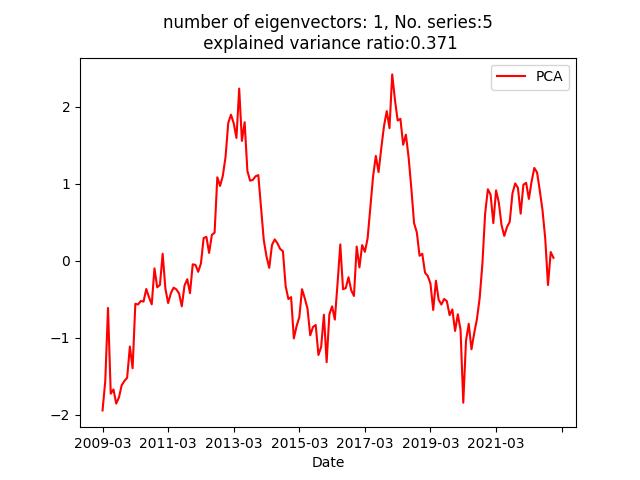 number of eigenvectors: 1, No. series:5
explained variance ratio:0.371
PCA
2
1
0
−1
−2
2009-03 2011-03 2013-03 2015-03 2017-03 2019-03 2021-03
Date